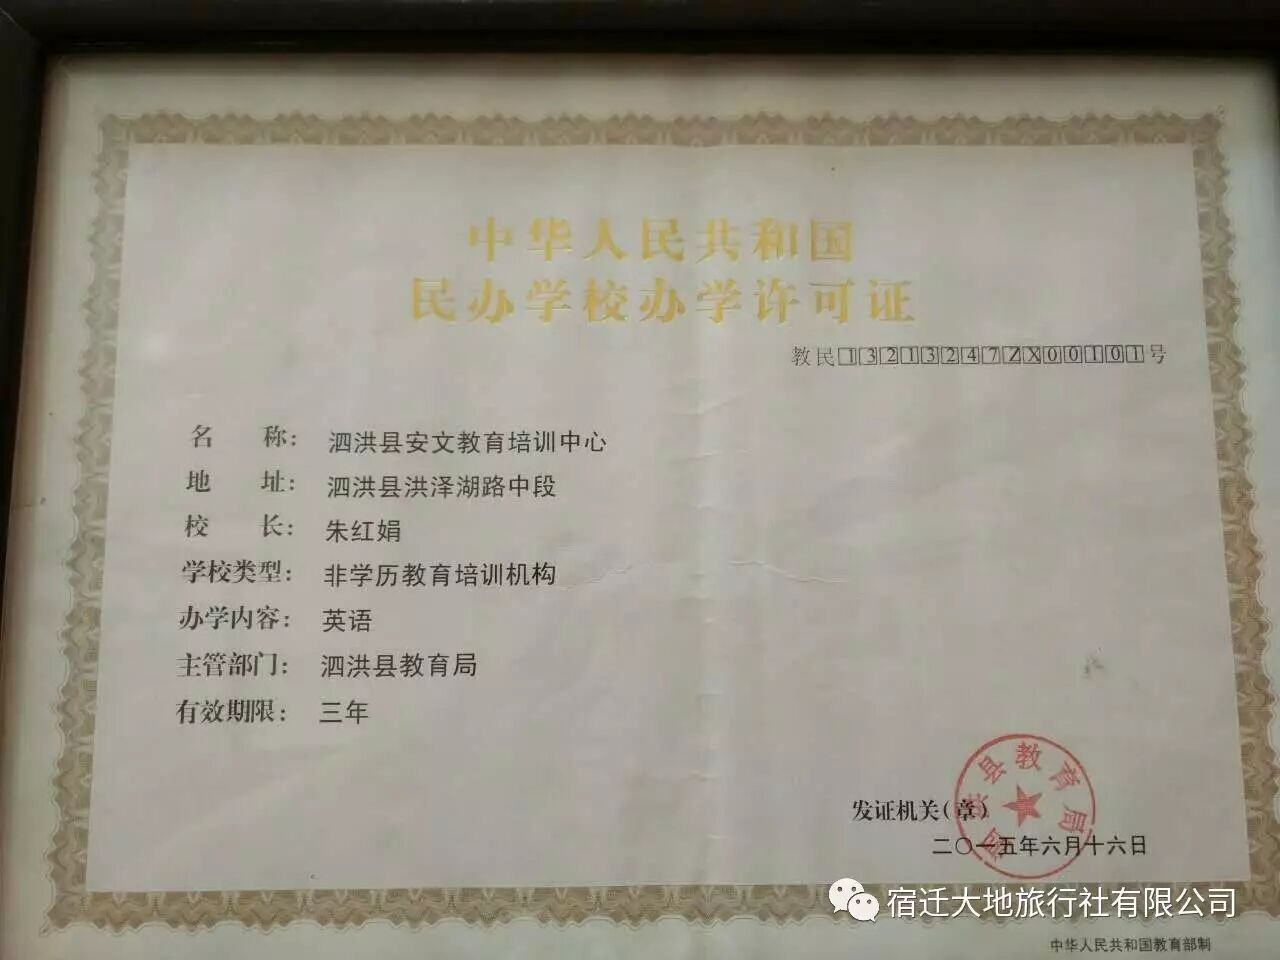 中华人民共和国
民办学校办学许可证
教民132132472ZX00101号
名 称： 泗洪县安文教育培训中心
地 址： 泗洪县洪泽湖路中段
校 长： 朱红娟
学校类型： 非学历教育培训机构
办学内容： 英语
主管部门： 泗洪县教育局
有效期限： 三年
泗洪县教育局
发证机关（章）
二〇一五年六月十六日
宿迁大地旅行社有限公司
中华人民共和国教育部制